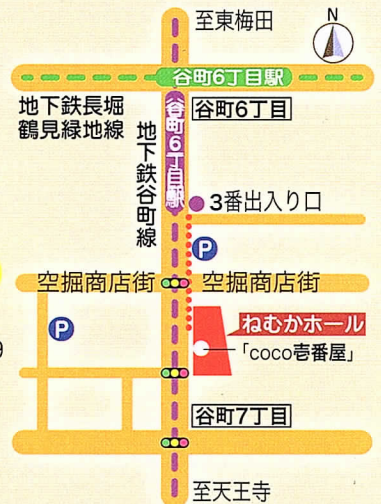 至東梅田
N
谷町6丁目駅
地下鉄長堀
鶴見緑地線
谷町6丁目
谷町6丁目駅
地下鉄谷町線
3番出入り口
P
空掘商店街
空掘商店街
P
ねむかホール
「coco壱番屋」
9
谷町7丁目
至天王寺